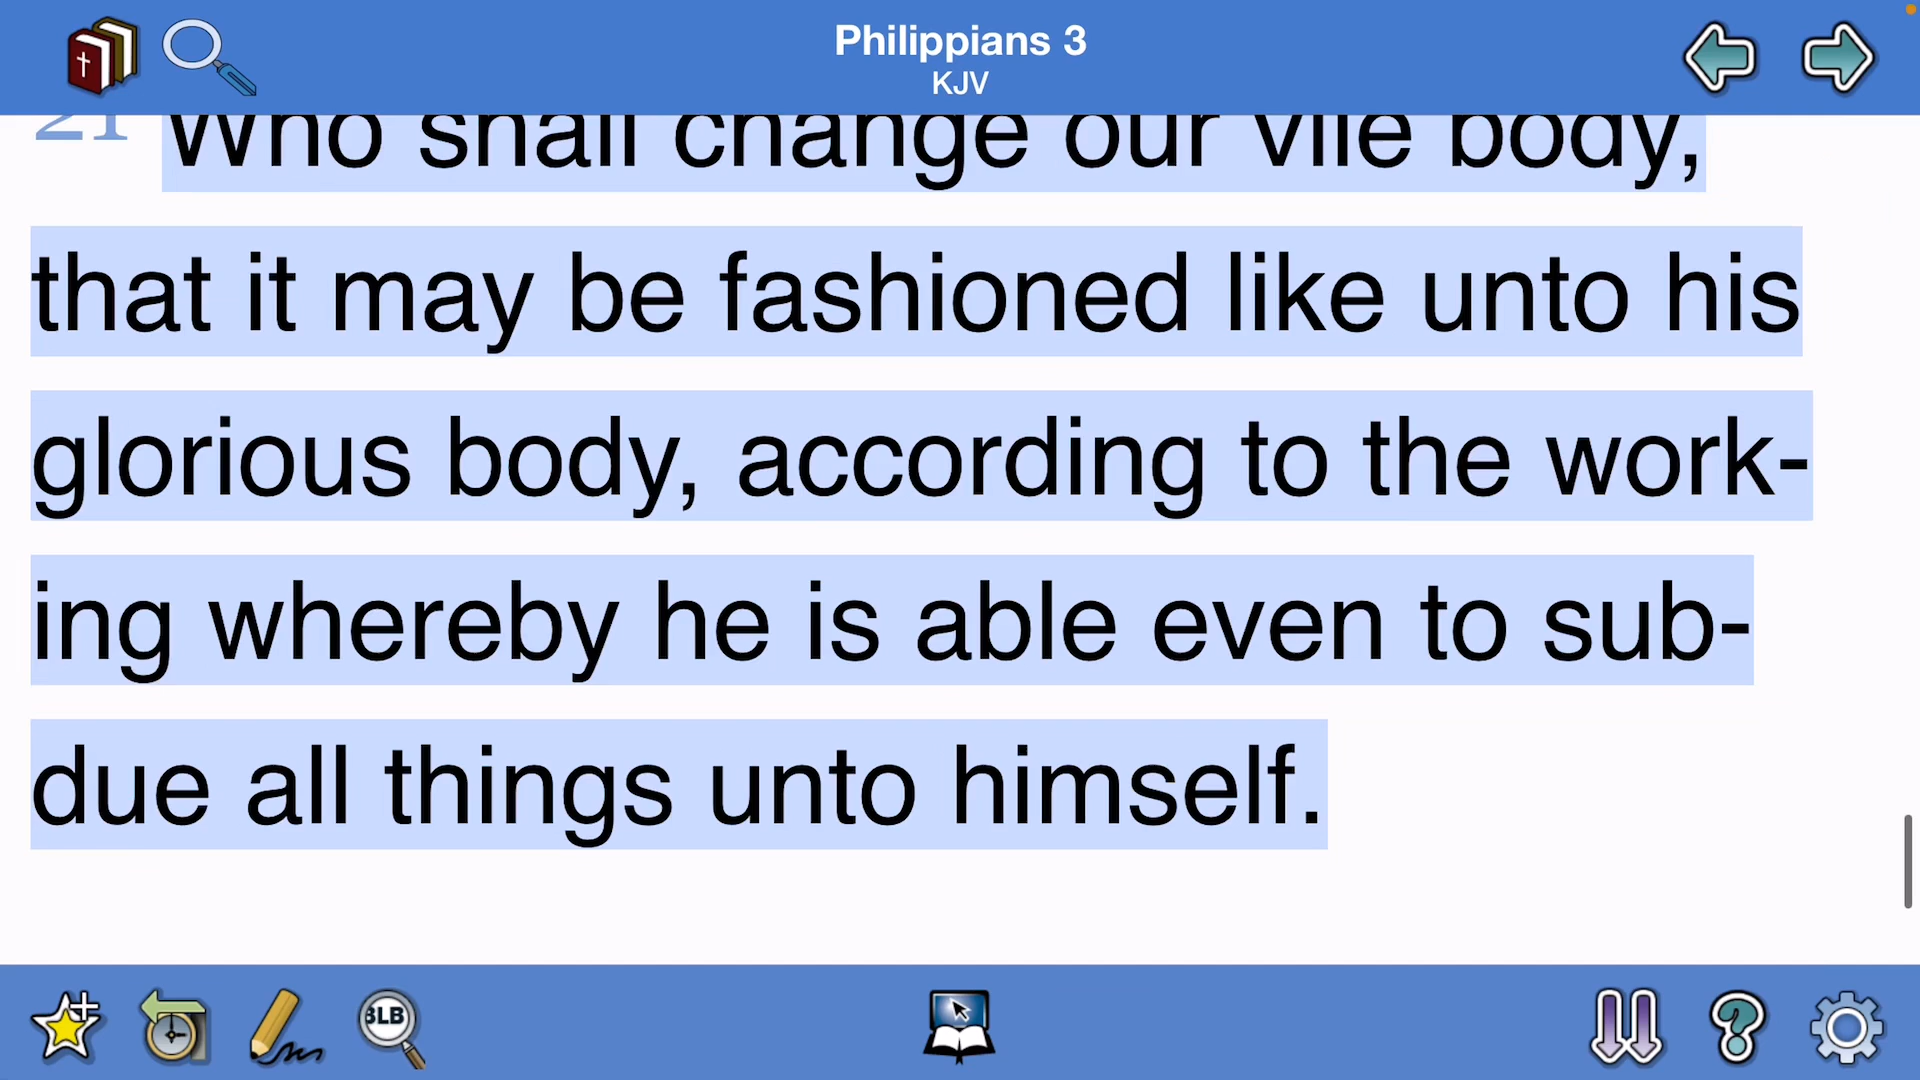 Philippians 3
KJV
21 Who shall change our vile body,
that it may be fashioned like unto his
glorious body, according to the work-
ing whereby he is able even to sub-
due all things unto himself.
BLB